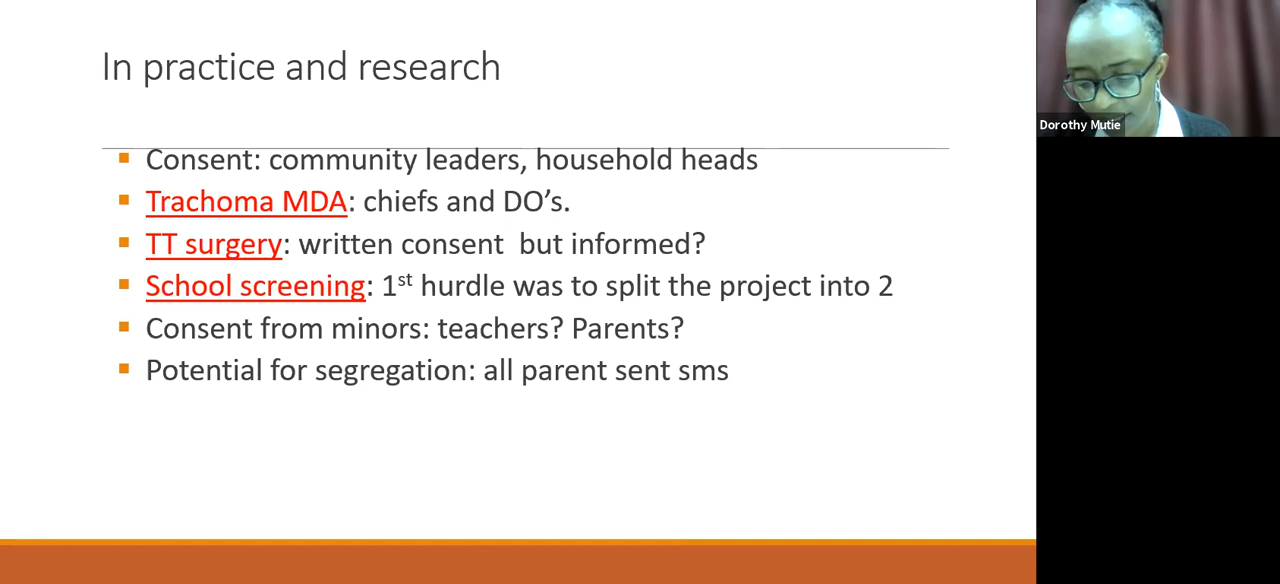 In practice and research
Dorothy Mutie
Consent: community leaders, household heads
Trachoma MDA: chiefs and DO’s.
TT surgery: written consent  but informed?
School screening: 1st hurdle was to split the project into 2
Consent from minors: teachers? Parents?
Potential for segregation: all parent sent sms